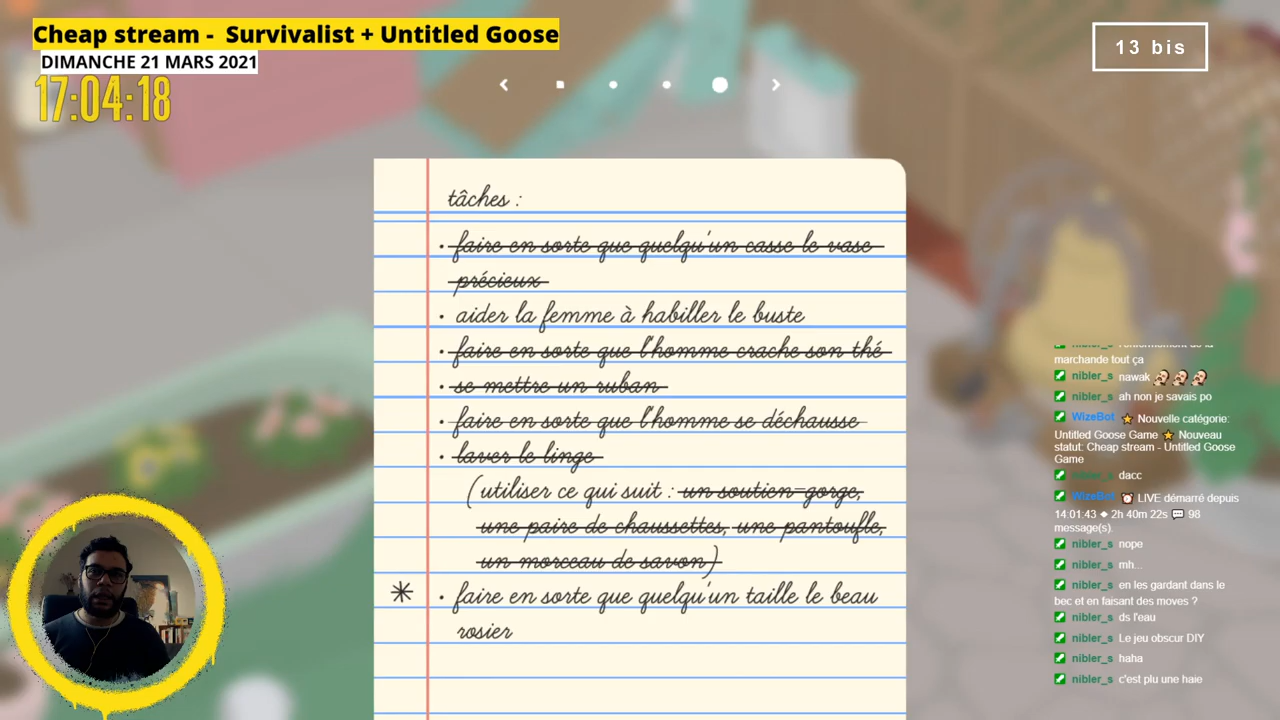 Cheap stream - Survivalist + Untitled Goose
DIMANCHE 21 MARS 2021
17:04:18
13 bis
tâches :
• faire en sorte que quelqu'un casse le vase
précieux
• aider la femme à habiller le buste
• faire en sorte que l'homme crache son thé
• se mettre un ruban
• faire en sorte que l'homme se déchausse
• laver le linge
(utiliser ce qui suit : un soutien-gorge,
une paire de chaussettes, une pantoufle,
un morceau de savon)
• faire en sorte que quelqu'un taille le beau
rosier
nibler_s
marchande tout ça
nibler_s nawak
nibler_s ah non je savais po
WizeBot Nouvelle catégorie:
Untitled Goose Game Nouveau
statut: Cheap stream - Untitled Goose
Game
nibler_s dacc
WizeBot LIVE démarré depuis
14:01:43 ◆ 2h 40m 22s 98
message(s).
nibler_s nope
nibler_s mh...
nibler_s en les gardant dans le
bec et en faisant des moves ?
nibler_s ds l'eau
nibler_s Le jeu obscur DIY
nibler_s haha
nibler_s c'est plu une haie